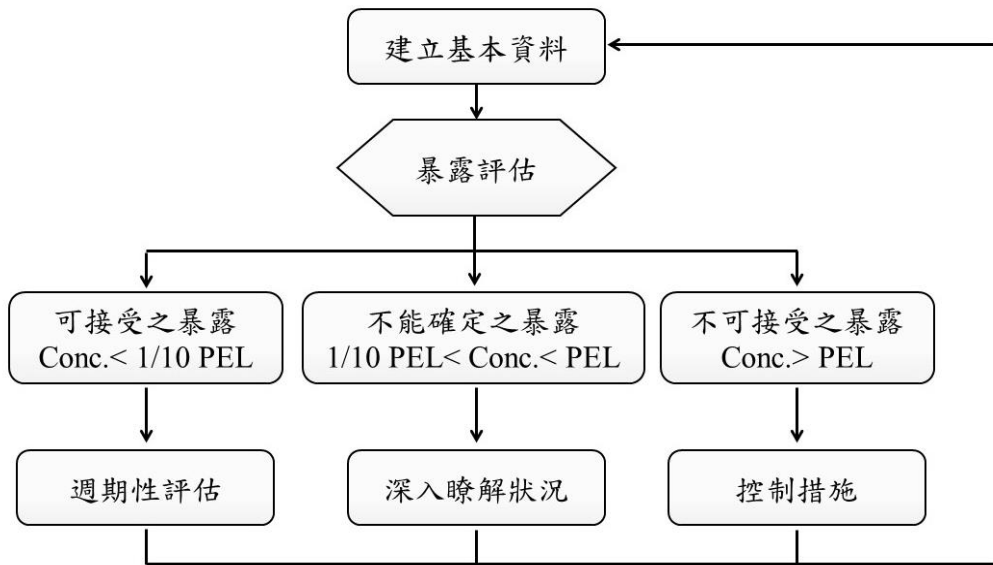 建立基本資料
暴露評估
可接受之暴露
Conc.< 1/10 PEL
不能確定之暴露
1/10 PEL< Conc.< PEL
不可接受之暴露
Conc.> PEL
週期性評估
深入瞭解狀況
控制措施